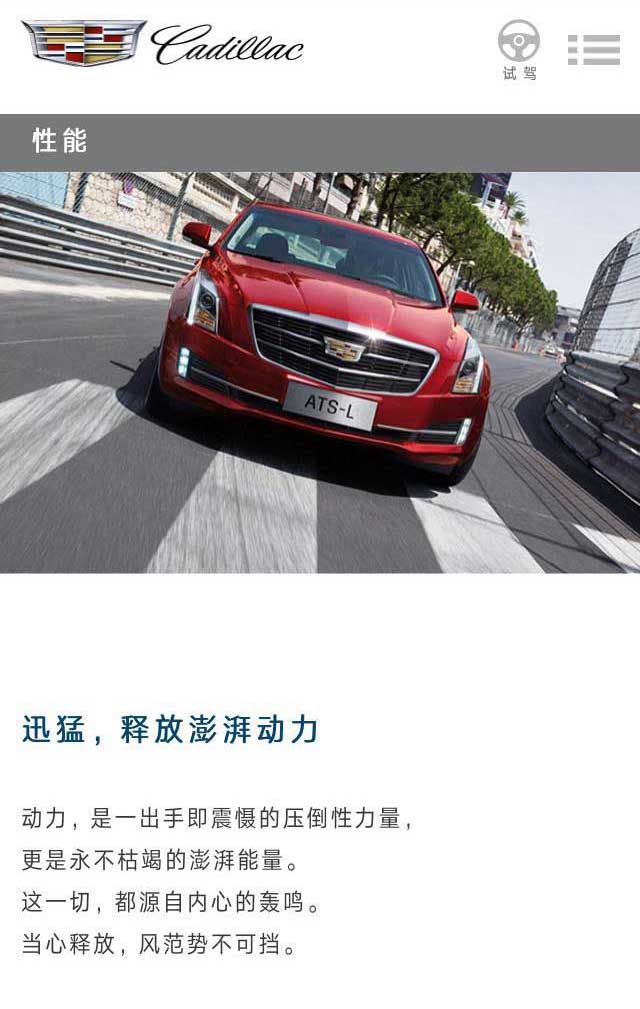 Cadillac
试驾
性能
ATS-L
迅猛，释放澎湃动力
动力，是一出手即震慑的压倒性力量，
更是永不枯竭的澎湃能量。
这一切，都源自内心的轰鸣。
当心释放，风范势不可挡。